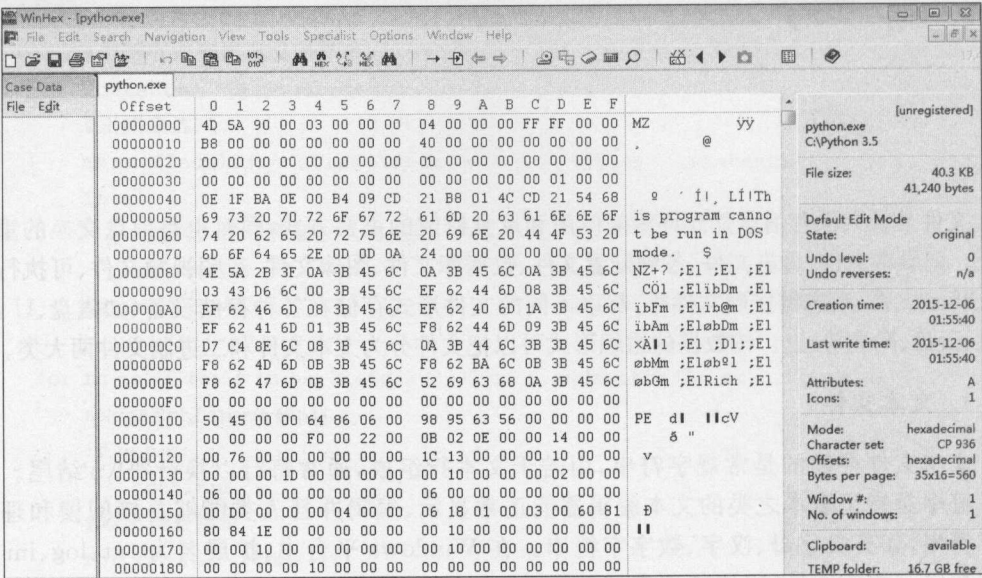 WinHex - [python.exe]
File Edit Search Navigation View Tools Specialist Options Window Help
Case Data
File Edit
python.exe
Offset 0 1 2 3 4 5 6 7 8 9 A B C D E F
00000000 4D 5A 90 00 03 00 00 00 04 00 00 00 FF FF 00 00 MZ ÿÿ
00000010 B8 00 00 00 00 00 00 00 40 00 00 00 00 00 00 00 ¸ @
00000020 00 00 00 00 00 00 00 00 00 00 00 00 00 00 00 00
00000030 00 00 00 00 00 00 00 00 00 00 00 00 00 01 00 00
00000040 0E 1F BA 0E 00 B4 09 CD 21 B8 01 4C CD 21 54 68 º ´ Í!¸ LÍ!Th
00000050 69 73 20 70 72 6F 67 72 61 6D 20 63 61 6E 6E 6F is program canno
00000060 74 20 62 65 20 72 75 6E 20 69 6E 20 44 4F 53 20 t be run in DOS
00000070 6D 6F 64 65 2E 0D 0D 0A 24 00 00 00 00 00 00 00 mode. $
00000080 4E 5A 2B 3F 0A 3B 45 6C 0A 3B 45 6C 0A 3B 45 6C NZ+? ;El ;El ;El
00000090 03 43 D6 6C 00 3B 45 6C EF 62 44 6D 08 3B 45 6C CÖl ;ElïbDm ;El
000000A0 EF 62 46 6D 08 3B 45 6C EF 62 40 6D 1A 3B 45 6C ïbFm ;Elïb@m ;El
000000B0 EF 62 41 6D 01 3B 45 6C F8 62 44 6D 09 3B 45 6C ïbAm ;EløbDm ;El
000000C0 D7 C4 8E 6C 08 3B 45 6C 0A 3B 44 6C 3B 3B 45 6C ×Äl ;El ;Dl;;El
000000D0 F8 62 4D 6D 0B 3B 45 6C F8 62 BA 6C 0B 3B 45 6C øbMm ;Eløbºl ;El
000000E0 F8 62 47 6D 0B 3B 45 6C 52 69 63 68 0A 3B 45 6C øbGm ;ElRich ;El
000000F0 00 00 00 00 00 00 00 00 00 00 00 00 00 00 00 00
00000100 50 45 00 00 64 86 06 00 98 95 63 56 00 00 00 00 PE d cV
00000110 00 00 00 00 F0 00 22 00 0B 02 0E 00 00 14 00 00 ð "
00000120 00 76 00 00 00 00 00 00 1C 13 00 00 00 10 00 00 v
00000130 00 00 00 1D 00 00 00 00 00 10 00 00 00 02 00 00
00000140 06 00 00 00 00 00 00 00 06 00 00 00 00 00 00 00
00000150 00 D0 00 00 00 04 00 00 D8 18 01 00 03 00 60 81 Ð
00000160 80 84 1E 00 00 00 00 00 00 10 00 00 00 00 00 00
00000170 00 00 10 00 00 00 00 00 00 10 00 00 00 00 00 00
00000180 00 00 00 00 10 00 00 00 00 00 00 00 00 00 00 00
[unregistered]
python.exe
C:\Python 3.5
File size: 40.3 KB
41,240 bytes
Default Edit Mode
State: original
Undo level: 0
Undo reverses: n/a
Creation time: 2015-12-06
01:55:40
Last write time: 2015-12-06
01:55:40
Attributes: A
Icons: 1
Mode: hexadecimal
Character set: CP 936
Offsets: hexadecimal
Bytes per page: 35x16=560
Window #: 1
No. of windows: 1
Clipboard: available
TEMP folder: 16.7 GB free